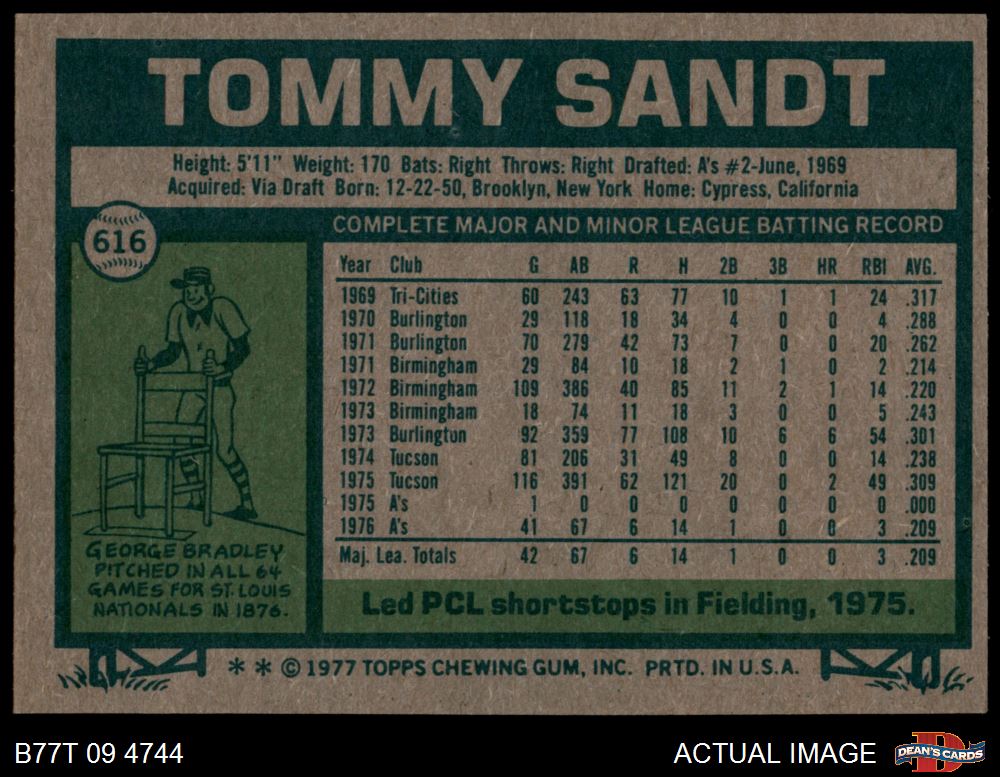 TOMMY SANDT
Height: 5'11" Weight: 170 Bats: Right Throws: Right Drafted: A's #2-June, 1969
Acquired: Via Draft Born: 12-22-50, Brooklyn, New York Home: Cypress, California
616
COMPLETE MAJOR AND MINOR LEAGUE BATTING RECORD
Year Club G AB R H 2B 3B HR RBI AVG.
1969 Tri-Cities 60 243 63 77 10 1 1 24 .317
1970 Burlington 29 118 18 34 4 0 0 4 .288
1971 Burlington 70 279 42 73 7 0 0 20 .262
1971 Birmingham 29 84 10 18 2 1 0 2 .214
1972 Birmingham 109 386 40 85 11 2 1 14 .220
1973 Birmingham 18 74 11 18 3 0 0 5 .243
1973 Burlington 92 359 77 108 10 6 6 54 .301
1974 Tucson 81 206 31 49 8 0 0 14 .238
1975 Tucson 116 391 62 121 20 0 2 49 .309
1975 A's 1 0 0 0 0 0 0 0 .000
1976 A's 41 67 6 14 1 0 0 3 .209
Maj. Lea. Totals 42 67 6 14 1 0 0 3 .209
GEORGE BRADLEY
PITCHED IN ALL 64
GAMES FOR ST. LOUIS
NATIONALS IN 1876.
Led PCL shortstops in Fielding, 1975.
* * © 1977 TOPPS CHEWING GUM, INC. PRTD. IN U.S.A.
B77T 09 4744
ACTUAL IMAGE
D
DEAN'S CARDS